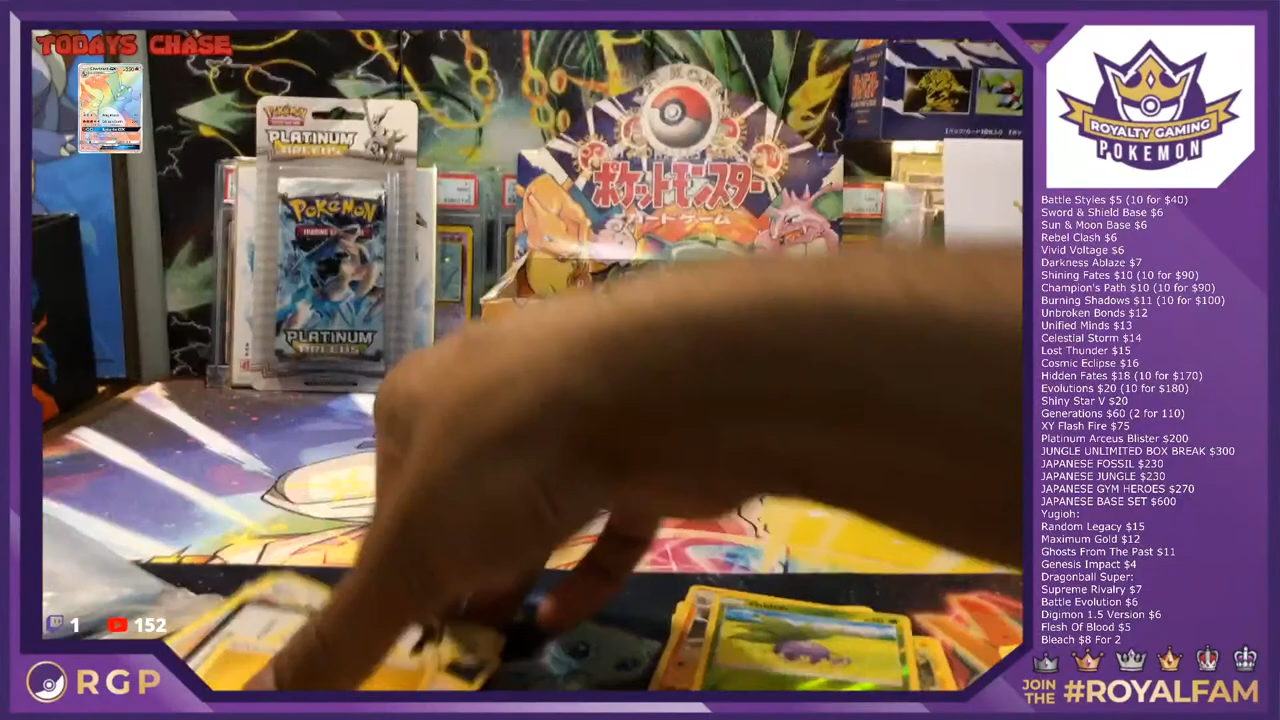 TODAYS CHASE
POKÉMON
PLATINUM
ARCEUS
POKÉMON
PLATINUM
ARCEUS
ポケットモンスター
カードゲーム
1
152
RGP
ROYALTY GAMING
POKEMON
Battle Styles $5 (10 for $40)
Sword & Shield Base $6
Sun & Moon Base $6
Rebel Clash $6
Vivid Voltage $6
Darkness Ablaze $7
Shining Fates $10 (10 for $90)
Champion's Path $10 (10 for $90)
Burning Shadows $11 (10 for $100)
Unbroken Bonds $12
Unified Minds $13
Celestial Storm $14
Lost Thunder $15
Cosmic Eclipse $16
Hidden Fates $18 (10 for $170)
Evolutions $20 (10 for $180)
Shiny Star V $20
Generations $60 (2 for 110)
XY Flash Fire $75
Platinum Arceus Blister $200
JUNGLE UNLIMITED BOX BREAK $300
JAPANESE FOSSIL $230
JAPANESE JUNGLE $230
JAPANESE GYM HEROES $270
JAPANESE BASE SET $600
Yugioh:
Random Legacy $15
Maximum Gold $12
Ghosts From The Past $11
Genesis Impact $4
Dragonball Super:
Supreme Rivalry $7
Battle Evolution $6
Digimon 1.5 Version $6
Flesh Of Blood $5
Bleach $8 For 2
JOIN
THE
#ROYALFAM